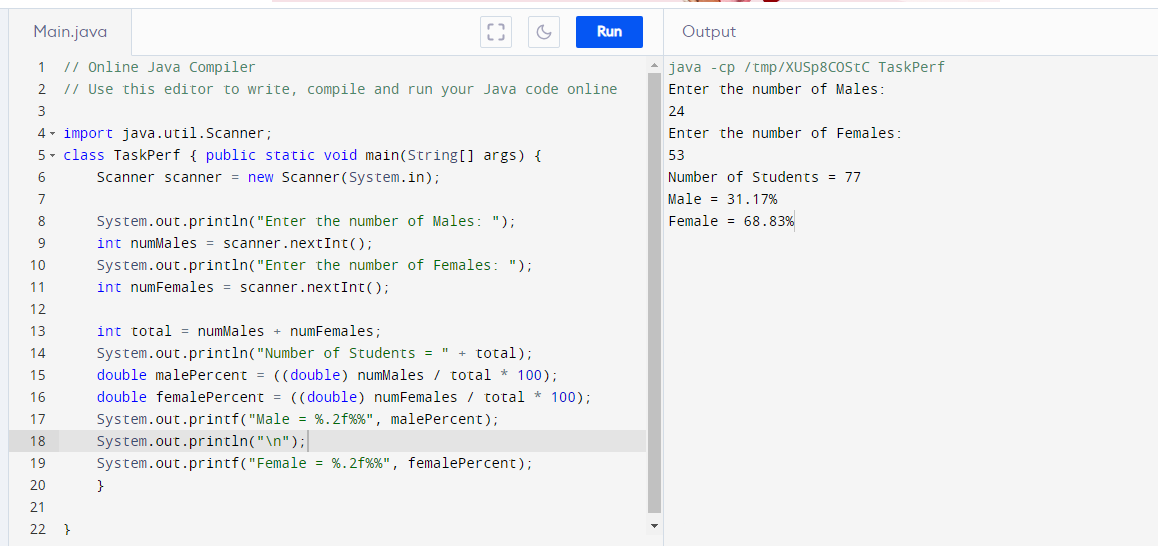 Main.java
Run
Output
1 // Online Java Compiler
2 // Use this editor to write, compile and run your Java code online
3
4 import java.util.Scanner;
5 class TaskPerf { public static void main(String[] args) {
6 Scanner scanner = new Scanner(System.in);
7
8 System.out.println("Enter the number of Males: ");
9 int numMales = scanner.nextInt();
10 System.out.println("Enter the number of Females: ");
11 int numFemales = scanner.nextInt();
12
13 int total = numMales + numFemales;
14 System.out.println("Number of Students = " + total);
15 double malePercent = ((double) numMales / total * 100);
16 double femalePercent = ((double) numFemales / total * 100);
17 System.out.printf("Male = %.2f%%", malePercent);
18 System.out.println("\n");
19 System.out.printf("Female = %.2f%%", femalePercent);
20 }
21
22 }
java -cp /tmp/XUSp8COStC TaskPerf
Enter the number of Males:
24
Enter the number of Females:
53
Number of Students = 77
Male = 31.17%
Female = 68.83%